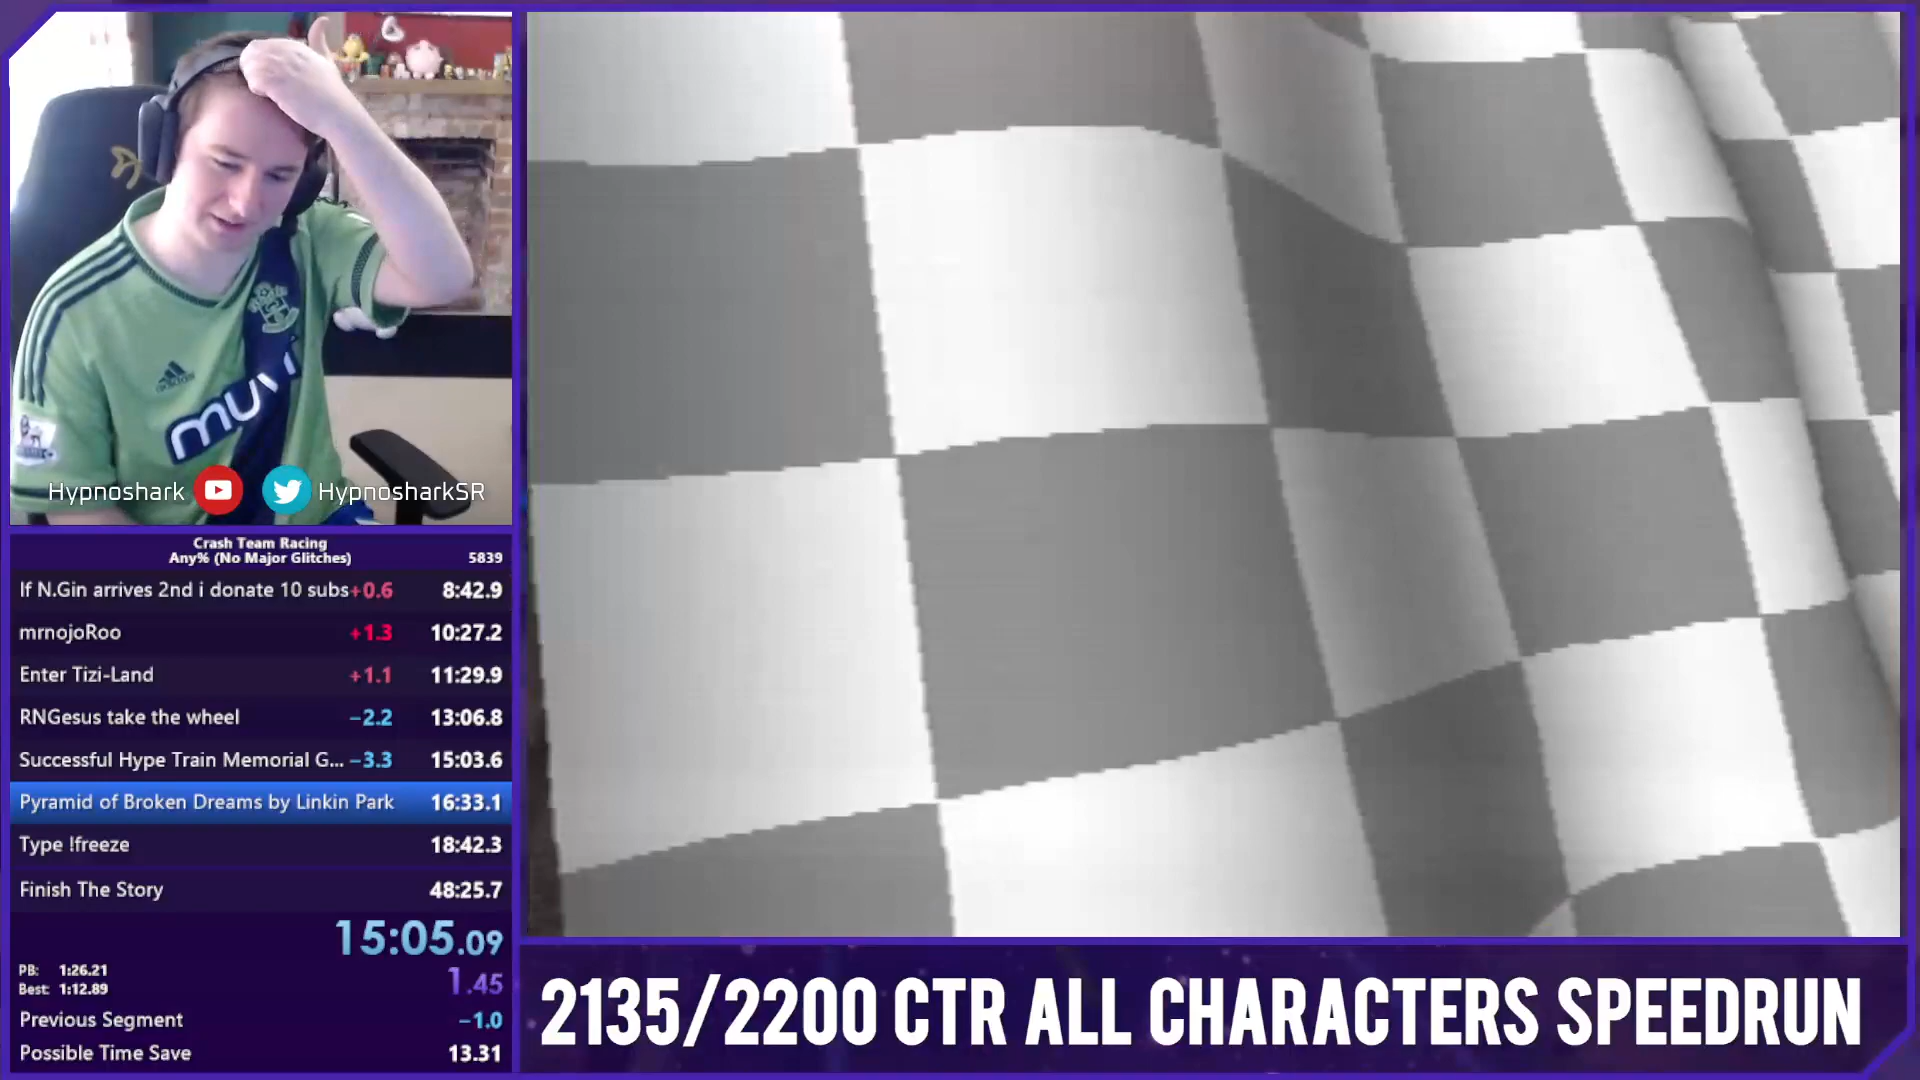 muvi
Hypnoshark
HypnosharkSR
Crash Team Racing
Any% (No Major Glitches) 5839
If N.Gin arrives 2nd i donate 10 subs +0.6 8:42.9
mrnojoRoo +1.3 10:27.2
Enter Tizi-Land +1.1 11:29.9
RNGesus take the wheel −2.2 13:06.8
Successful Hype Train Memorial G... −3.3 15:03.6
Pyramid of Broken Dreams by Linkin Park 16:33.1
Type !freeze 18:42.3
Finish The Story 48:25.7
15:05.09
PB: 1:26.21 1.45
Best: 1:12.89
Previous Segment −1.0
Possible Time Save 13.31
2135/2200 CTR ALL CHARACTERS SPEEDRUN